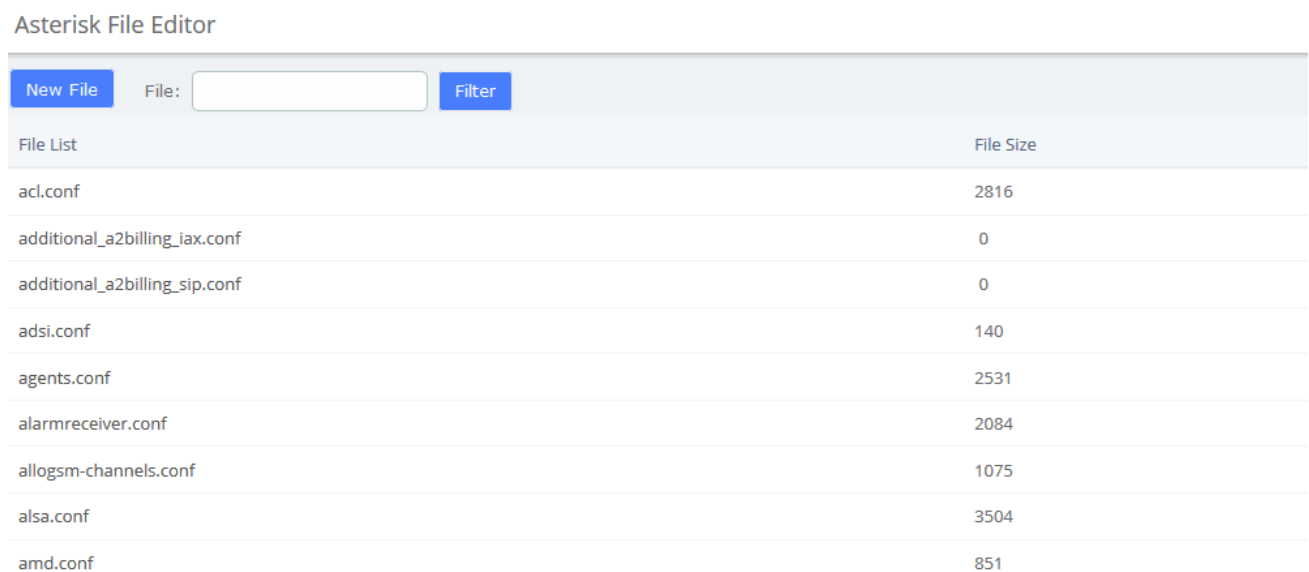 Asterisk File Editor
New File File: Filter
File List File Size
acl.conf 2816
additional_a2billing_iax.conf 0
additional_a2billing_sip.conf 0
adsi.conf 140
agents.conf 2531
alarmreceiver.conf 2084
allogsm-channels.conf 1075
alsa.conf 3504
amd.conf 851